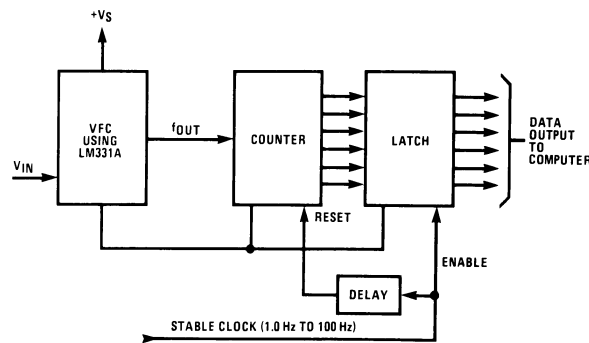 +VS
VFC
USING
LM331A
fOUT
COUNTER
LATCH
DATA
OUTPUT
TO
COMPUTER
VIN
RESET
ENABLE
DELAY
STABLE CLOCK (1.0 Hz TO 100 Hz)